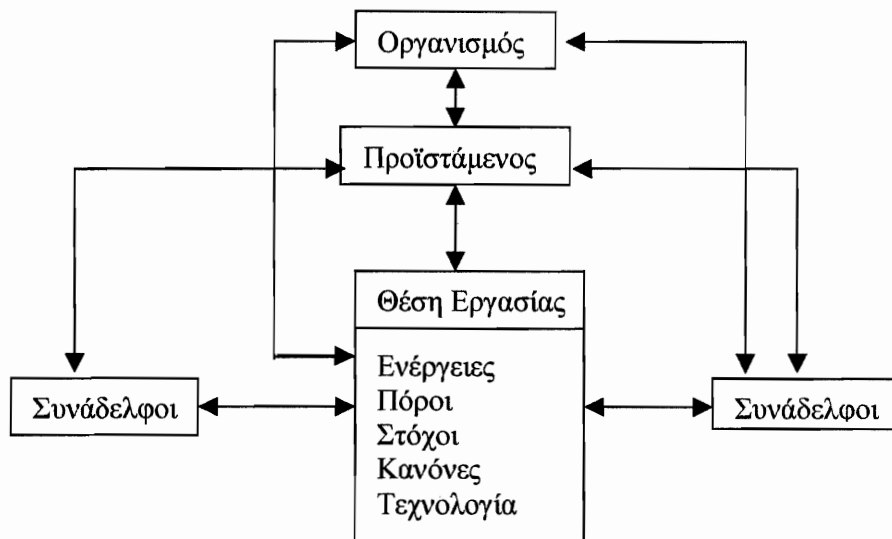 Οργανισμός
Προϊστάμενος
Θέση Εργασίας
Ενέργειες
Πόροι
Στόχοι
Κανόνες
Τεχνολογία
Συνάδελφοι
Συνάδελφοι